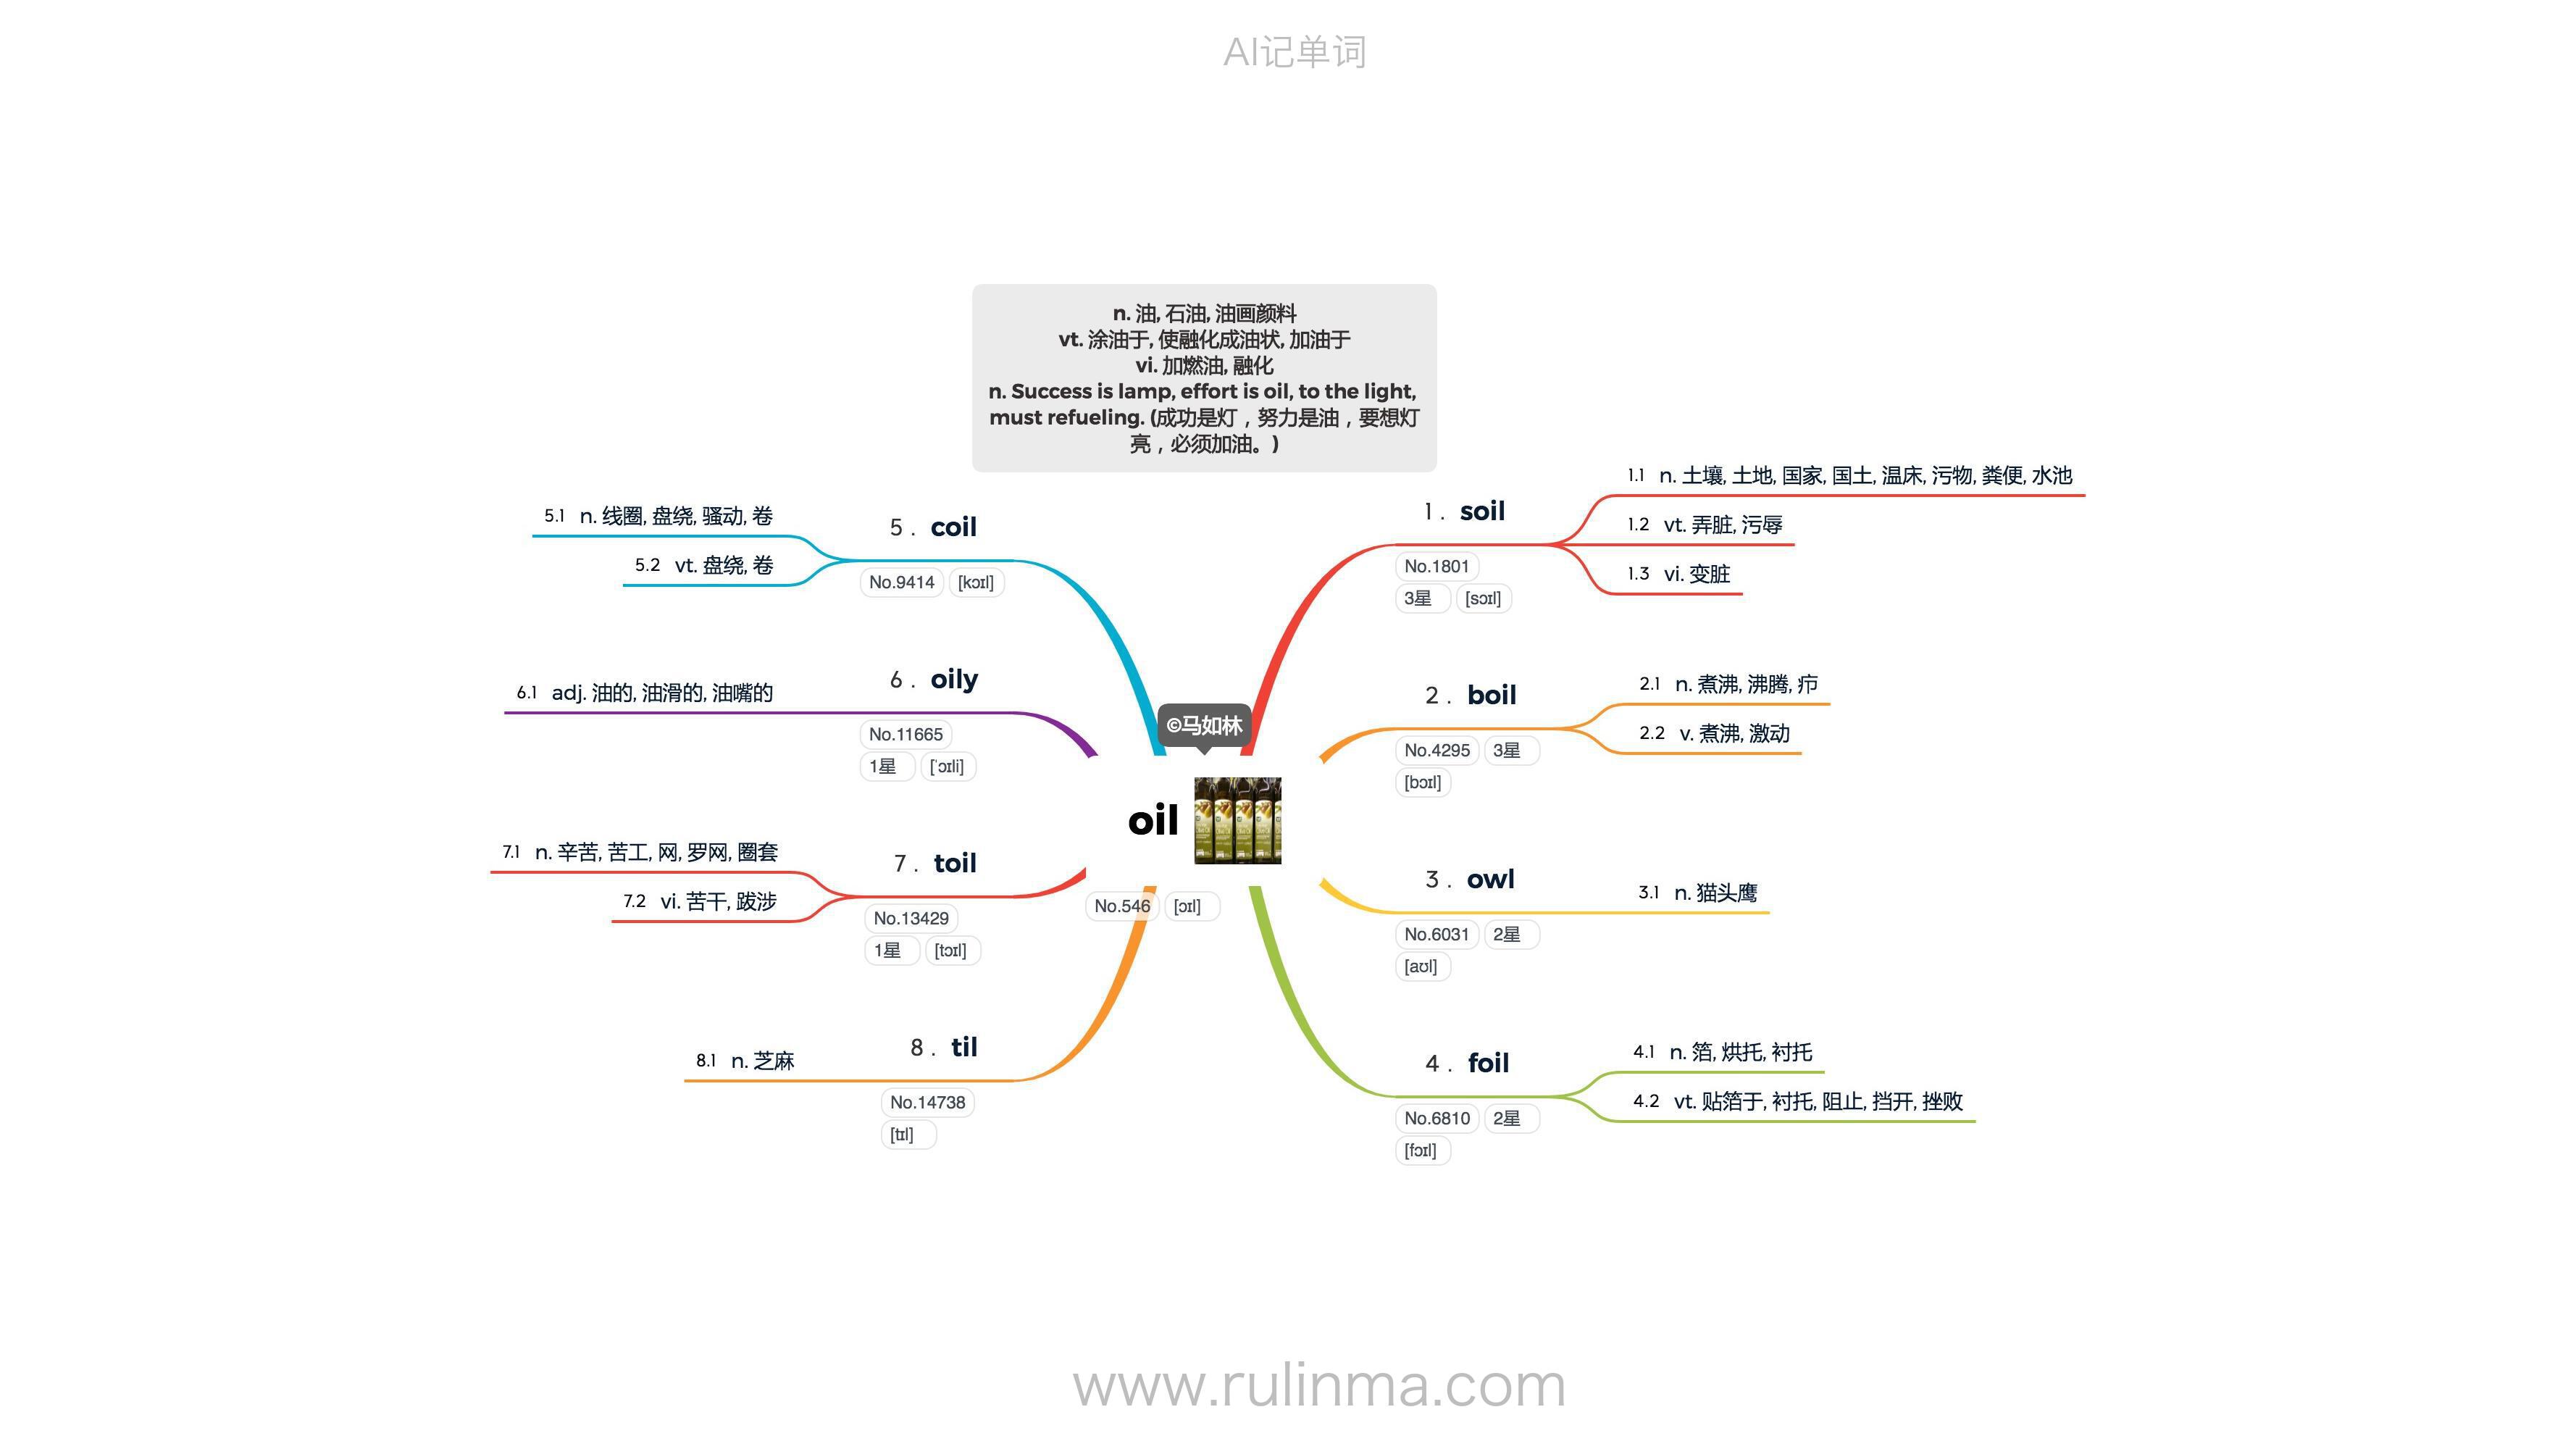 AI记单词
n. 油, 石油, 油画颜料
vt. 涂油于, 使融化成油状, 加油于
vi. 加燃油, 融化
n. Success is lamp, effort is oil, to the light,
must refueling. (成功是灯，努力是油，要想灯
亮，必须加油。)
©马如林
oil
No.546 [ɔɪl]
1. soil
No.1801
3星 [sɔɪl]
1.1 n. 土壤, 土地, 国家, 国土, 温床, 污物, 粪便, 水池
1.2 vt. 弄脏, 污辱
1.3 vi. 变脏
2. boil
No.4295 3星
[bɔɪl]
2.1 n. 煮沸, 沸腾, 疖
2.2 v. 煮沸, 激动
3. owl
No.6031 2星
[aʊl]
3.1 n. 猫头鹰
4. foil
No.6810 2星
[fɔɪl]
4.1 n. 箔, 烘托, 衬托
4.2 vt. 贴箔于, 衬托, 阻止, 挡开, 挫败
5. coil
No.9414 [kɔɪl]
5.1 n. 线圈, 盘绕, 骚动, 卷
5.2 vt. 盘绕, 卷
6. oily
No.11665
1星 [ˈɔɪli]
6.1 adj. 油的, 油滑的, 油嘴的
7. toil
No.13429
1星 [tɔɪl]
7.1 n. 辛苦, 苦工, 网, 罗网, 圈套
7.2 vi. 苦干, 跋涉
8. til
No.14738
[tɪl]
8.1 n. 芝麻
www.rulinma.com